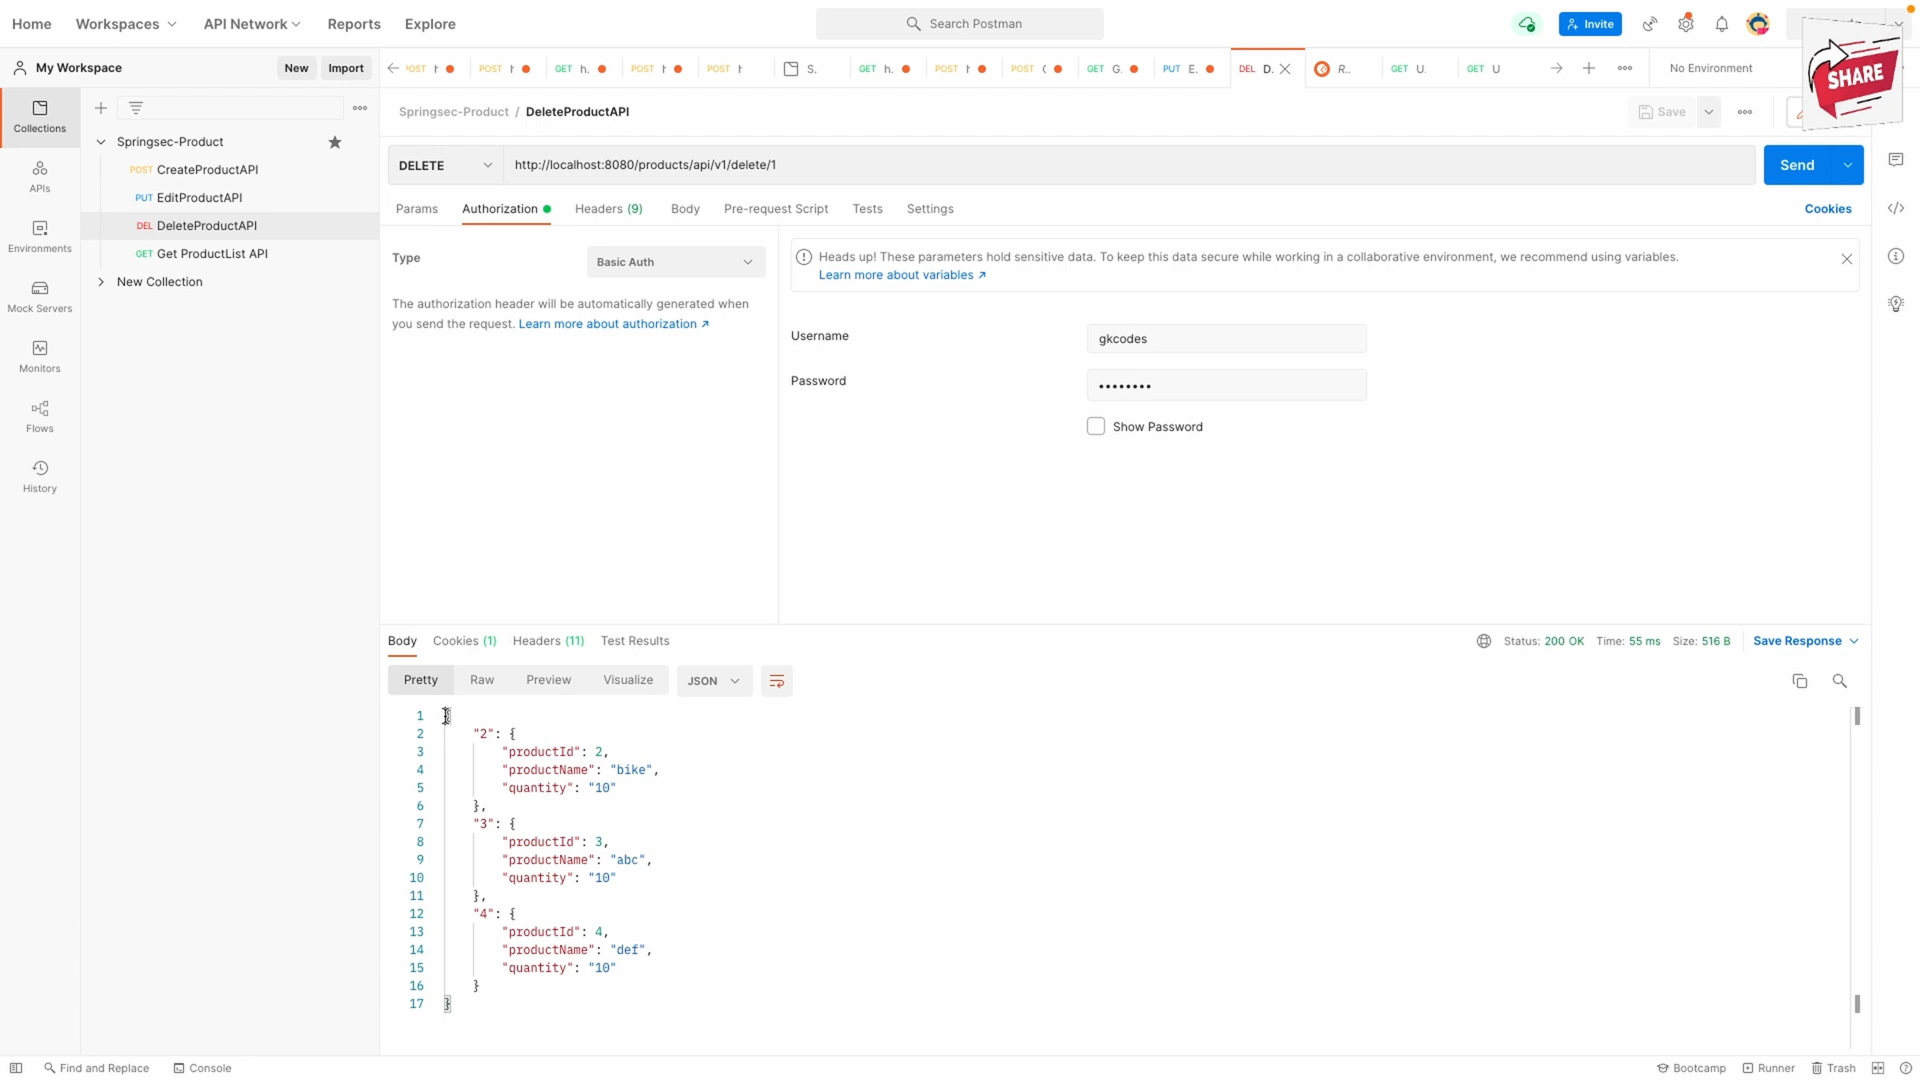 Home
Workspaces
API Network
Reports
Explore
Search Postman
Invite
SHARE
My Workspace
New
Import
POST
POST
GET h.
POST
POST
S.
GET h.
POST
POST
GET G.
PUT E.
DEL D.
R..
GET U
GET U
No Environment
Collections
APIs
Environments
Mock Servers
Monitors
Flows
History
Springsec-Product
POST CreateProductAPI
PUT EditProductAPI
DEL DeleteProductAPI
GET Get ProductList API
New Collection
Springsec-Product / DeleteProductAPI
Save
DELETE
http://localhost:8080/products/api/v1/delete/1
Send
Params
Authorization
Headers (9)
Body
Pre-request Script
Tests
Settings
Cookies
Type
Basic Auth
The authorization header will be automatically generated when
you send the request. Learn more about authorization ↗
Heads up! These parameters hold sensitive data. To keep this data secure while working in a collaborative environment, we recommend using variables.
Learn more about variables ↗
Username
gkcodes
Password
••••••••
Show Password
Body
Cookies (1)
Headers (11)
Test Results
Status: 200 OK
Time: 55 ms
Size: 516 B
Save Response
Pretty
Raw
Preview
Visualize
JSON
1 {
2 "2": {
3 "productId": 2,
4 "productName": "bike",
5 "quantity": "10"
6 },
7 "3": {
8 "productId": 3,
9 "productName": "abc",
10 "quantity": "10"
11 },
12 "4": {
13 "productId": 4,
14 "productName": "def",
15 "quantity": "10"
16 }
17 }
Find and Replace
Console
Bootcamp
Runner
Trash